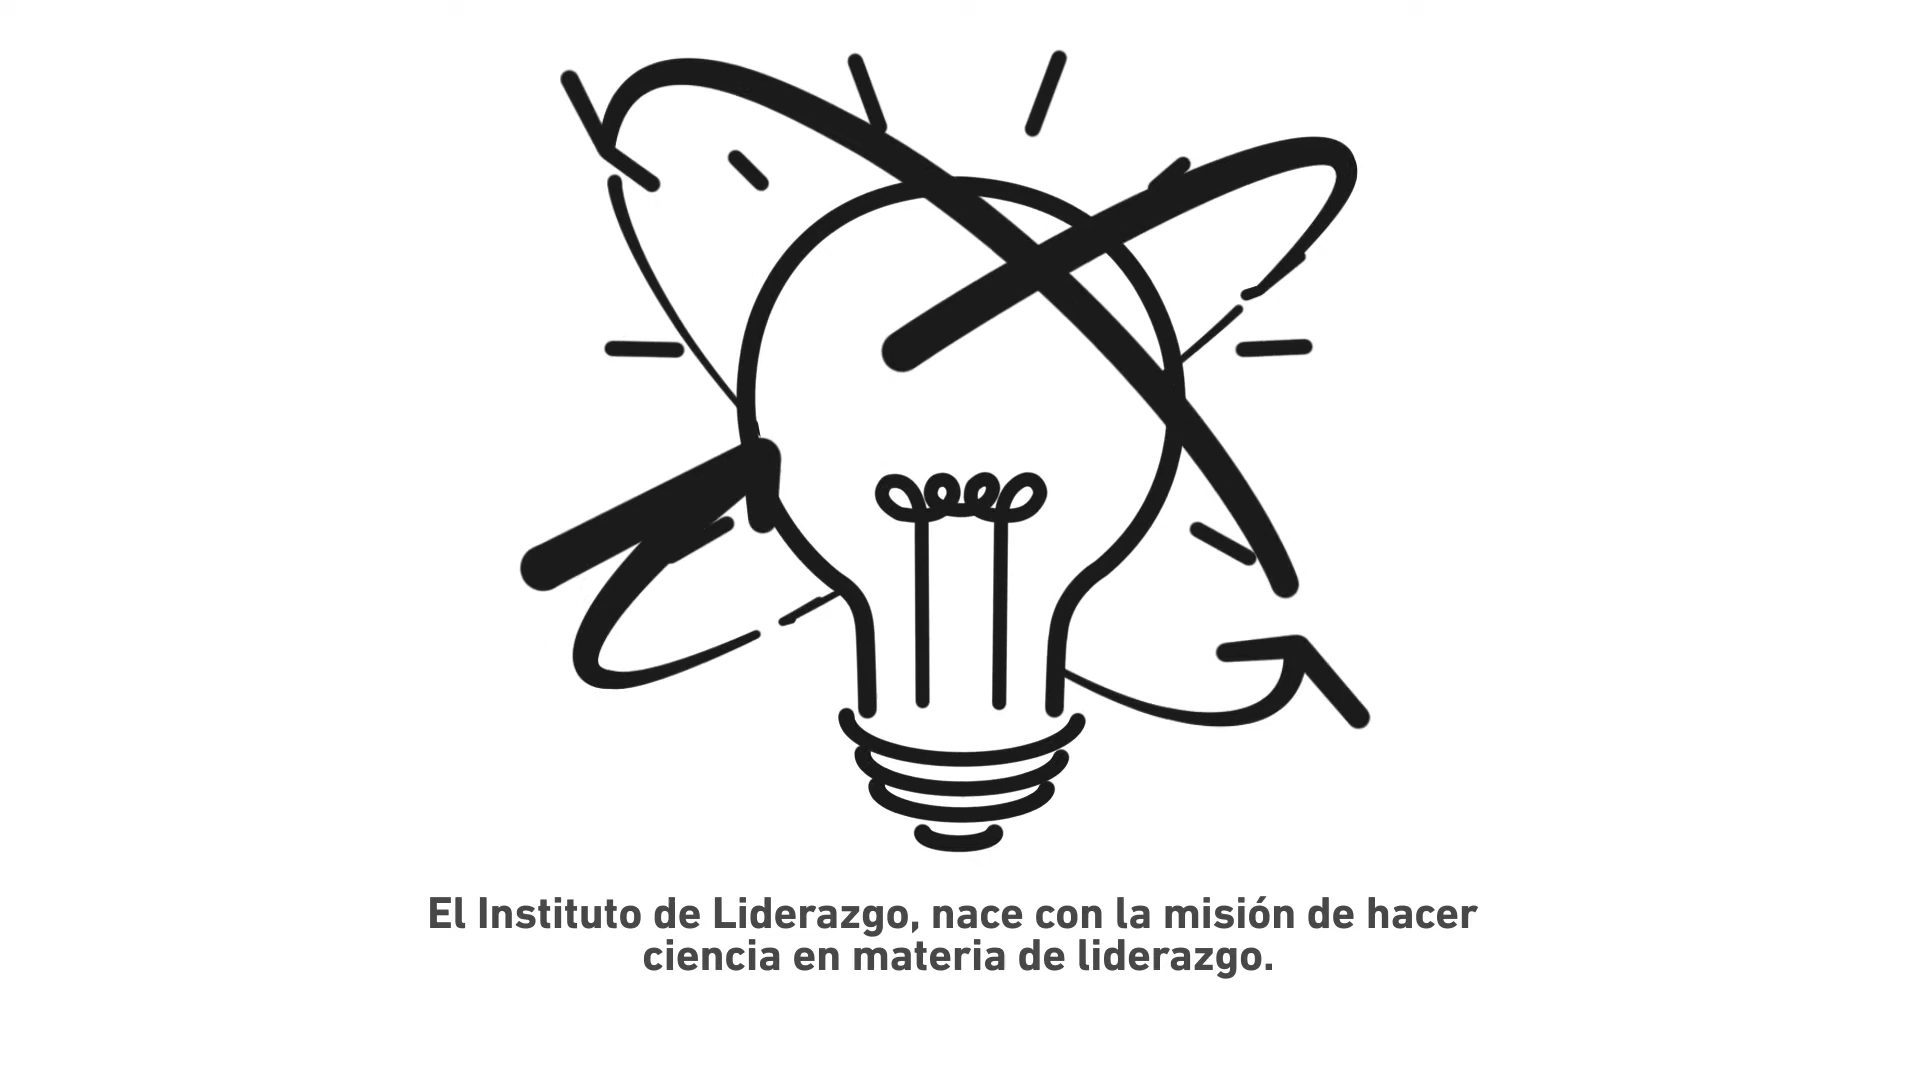 El Instituto de Liderazgo, nace con la misión de hacer
ciencia en materia de liderazgo.